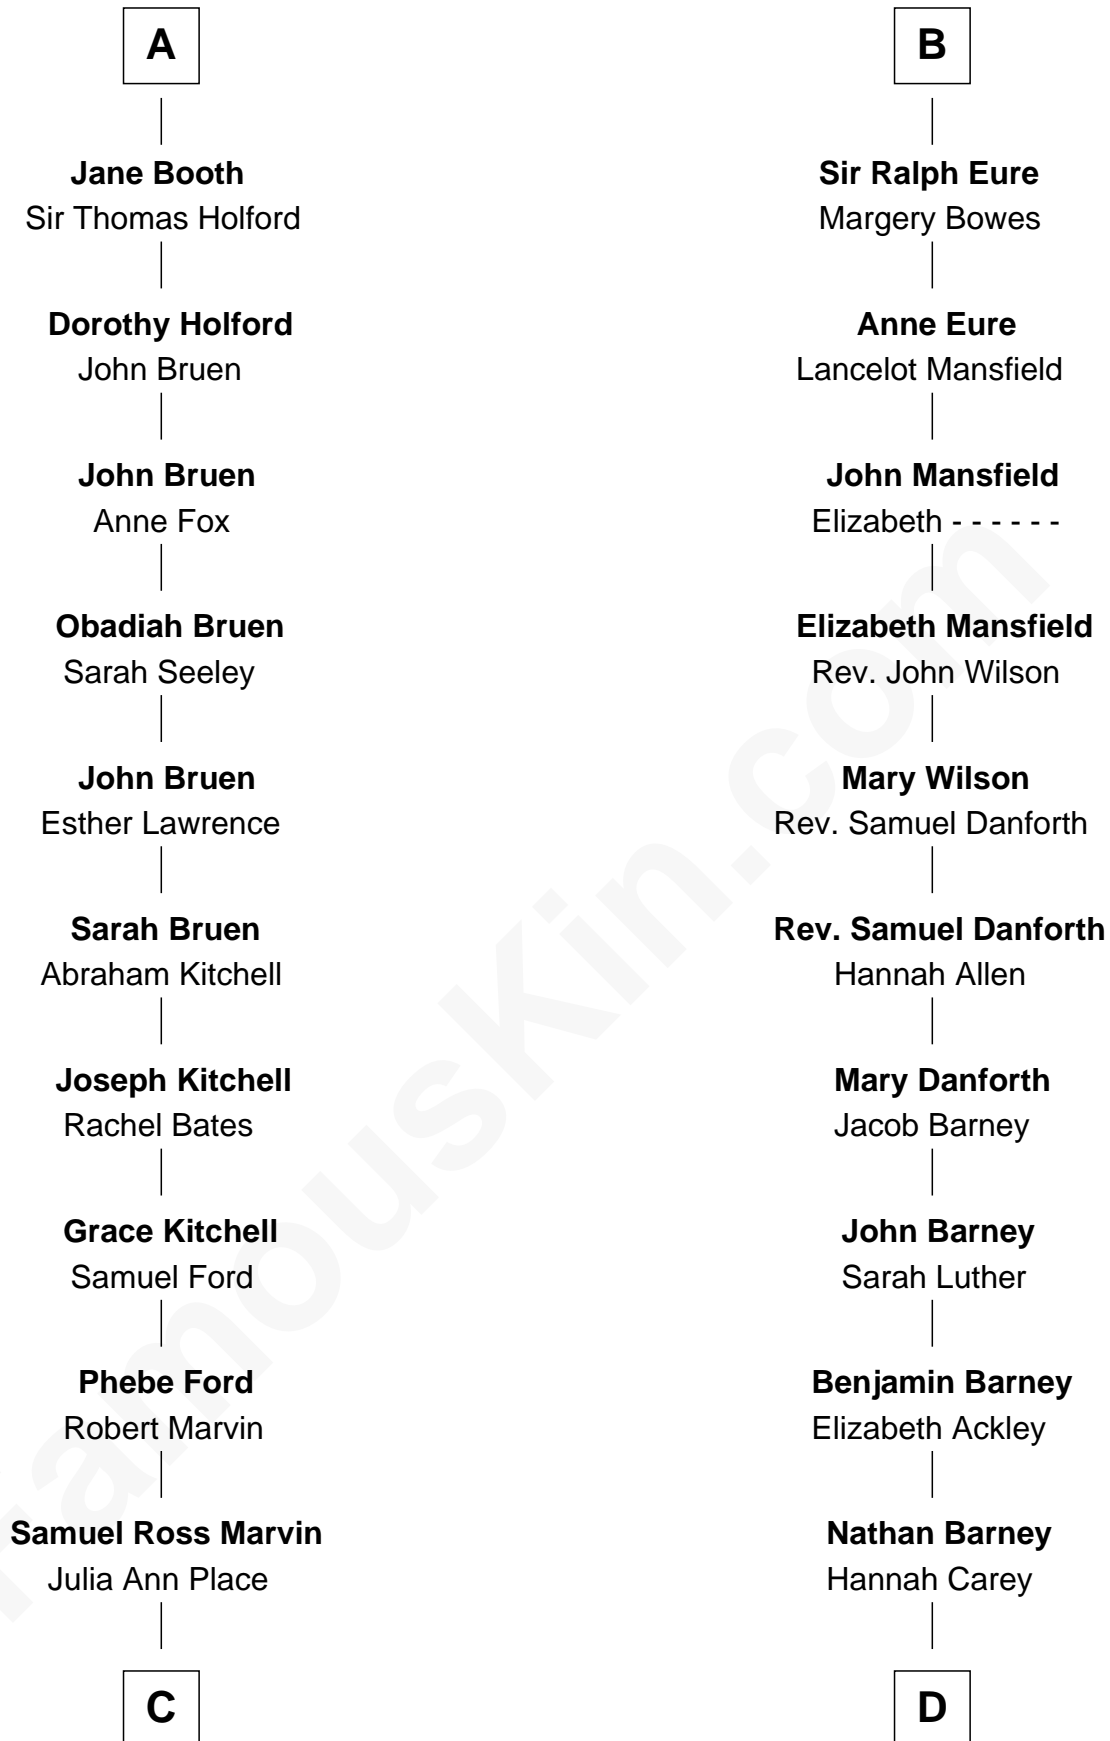 A
Jane Booth
Sir Thomas Holford
Dorothy Holford
John Bruen
John Bruen
Anne Fox
Obadiah Bruen
Sarah Seeley
John Bruen
Esther Lawrence
Sarah Bruen
Abraham Kitchell
Joseph Kitchell
Rachel Bates
Grace Kitchell
Samuel Ford
Phebe Ford
Robert Marvin
Samuel Ross Marvin
Julia Ann Place
C
B
Sir Ralph Eure
Margery Bowes
Anne Eure
Lancelot Mansfield
John Mansfield
Elizabeth - - - - - -
Elizabeth Mansfield
Rev. John Wilson
Mary Wilson
Rev. Samuel Danforth
Rev. Samuel Danforth
Hannah Allen
Mary Danforth
Jacob Barney
John Barney
Sarah Luther
Benjamin Barney
Elizabeth Ackley
Nathan Barney
Hannah Carey
D
FamousKin.com